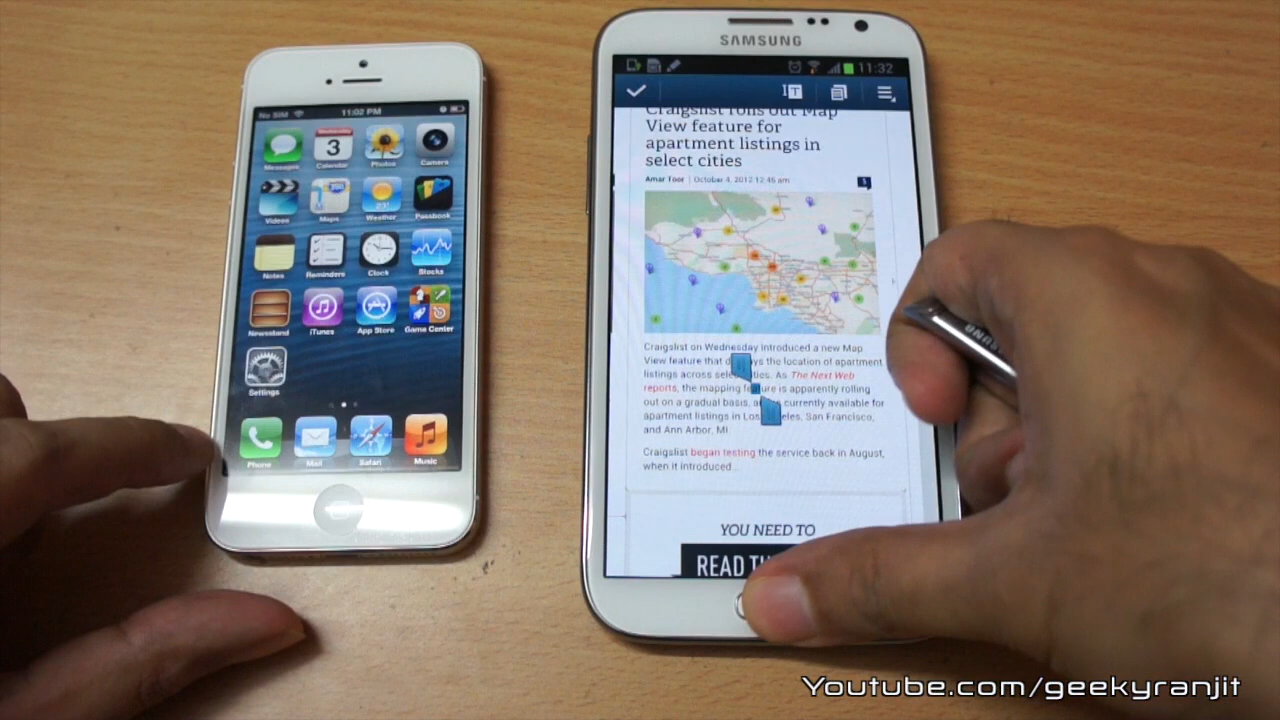 No SIM 11:02 PM
Messages
Wednesday
3
Calendar
Photos
Camera
Videos
Maps
Weather
Passbook
Notes
Reminders
Clock
Stocks
Newsstand
iTunes
App Store
Game Center
Settings
Phone
Mail
Safari
Music
SAMSUNG
11:32
Craigslist rolls out Map
View feature for
apartment listings in
select cities
Amar Toor | October 4, 2012 12:46 am
Craigslist on Wednesday introduced a new Map
View feature that the location of apartment
listings across As The Next Web
reports, the mapping is apparently rolling
out on a gradual basis, currently available for
apartment listings in Los San Francisco,
and Ann Arbor, MI.
Craigslist began testing the service back in August,
when it introduced...
YOU NEED TO
READ
SAMSUNG
Youtube.com/geekyranjit